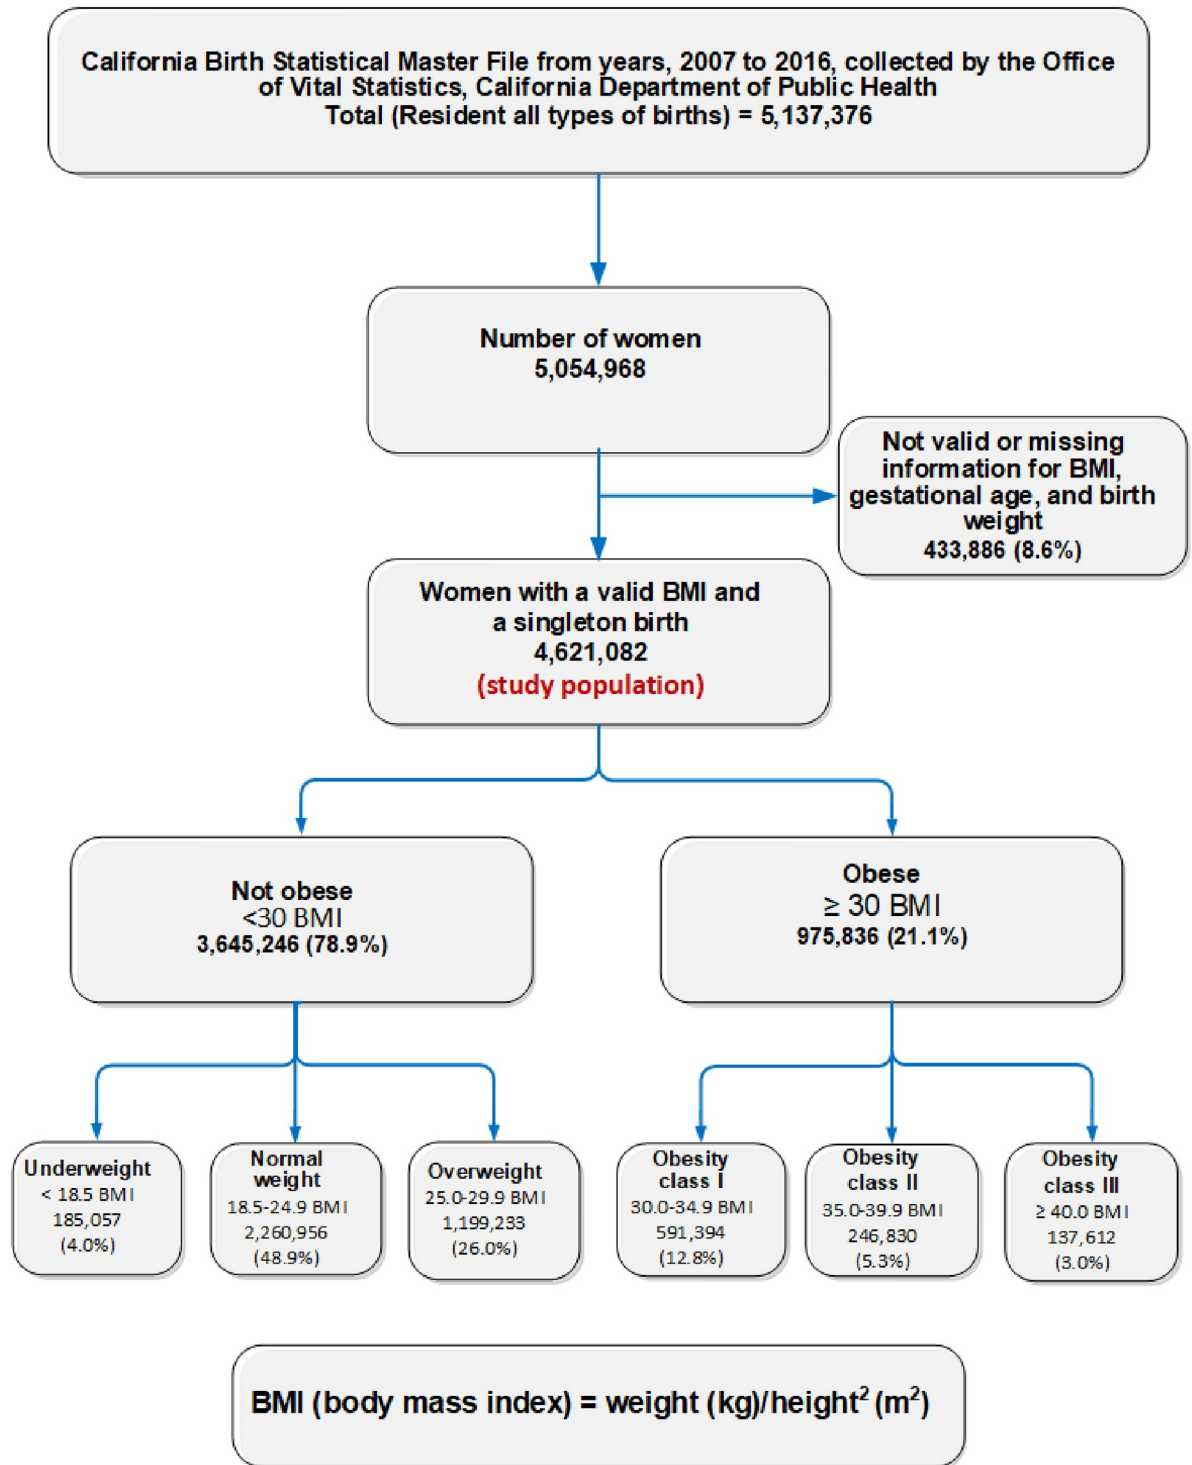 California Birth Statistical Master File from years, 2007 to 2016, collected by the Office
of Vital Statistics, California Department of Public Health
Total (Resident all types of births) = 5,137,376
Number of women
5,054,968
Not valid or missing
information for BMI,
gestational age, and birth
weight
433,886 (8.6%)
Women with a valid BMI and
a singleton birth
4,621,082
(study population)
Not obese
<30 BMI
3,645,246 (78.9%)
Obese
≥ 30 BMI
975,836 (21.1%)
Underweight
< 18.5 BMI
185,057
(4.0%)
Normal
weight
18.5-24.9 BMI
2,260,956
(48.9%)
Overweight
25.0-29.9 BMI
1,199,233
(26.0%)
Obesity
class I
30.0-34.9 BMI
591,394
(12.8%)
Obesity
class II
35.0-39.9 BMI
246,830
(5.3%)
Obesity
class III
≥ 40.0 BMI
137,612
(3.0%)
BMI (body mass index) = weight (kg)/height² (m²)